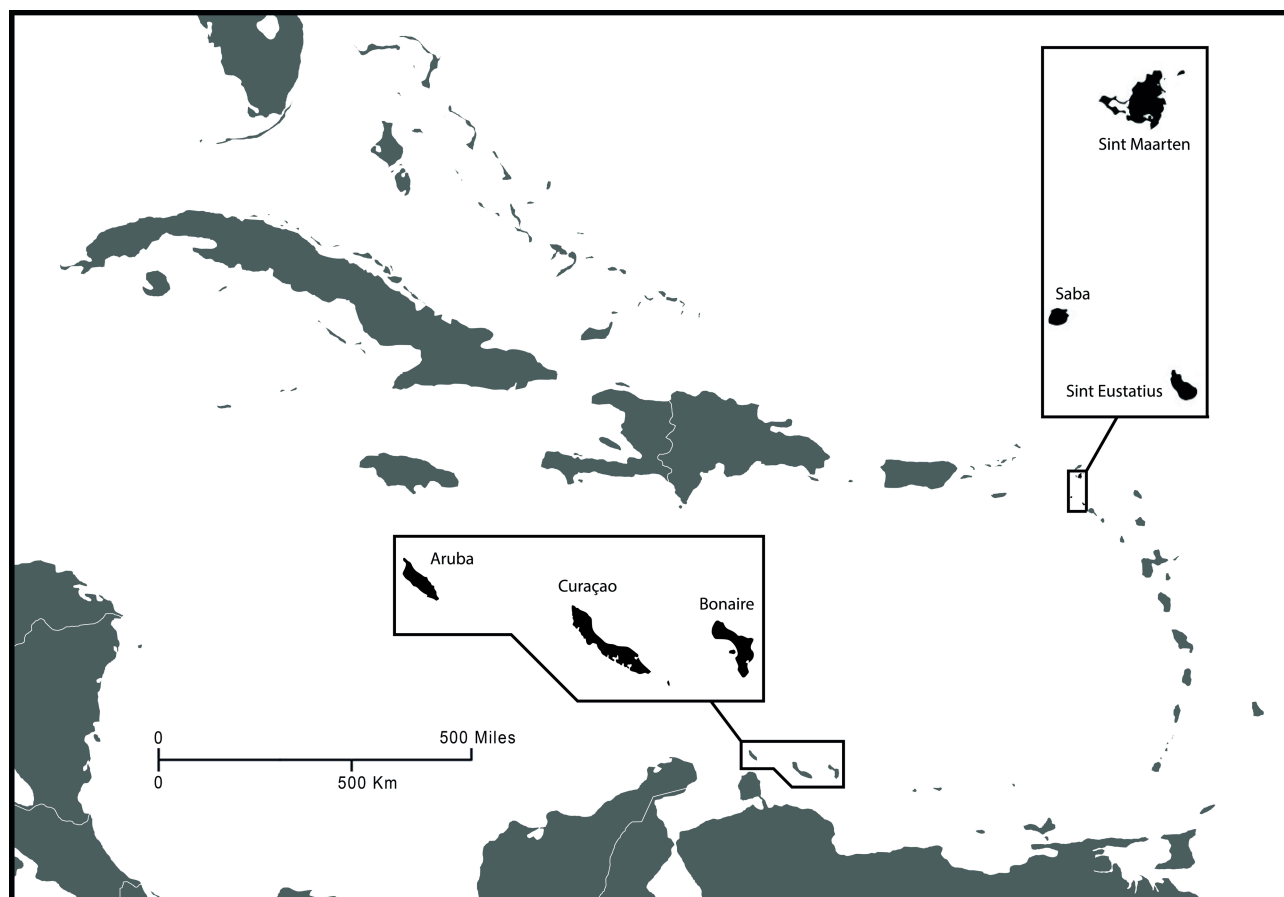 Sint Maarten
Saba
Sint Eustatius
Aruba
Curaçao
Bonaire
0 500 Miles
0 500 Km